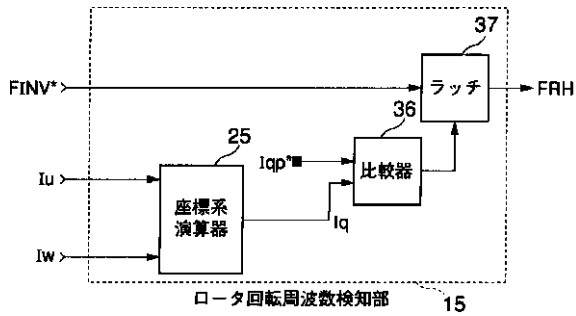 37
FINV*
ラッチ
FRH
36
25
Iqp*
比較器
Iu
座標系
演算器
Iq
Iw
ロータ回転周波数検知部
15